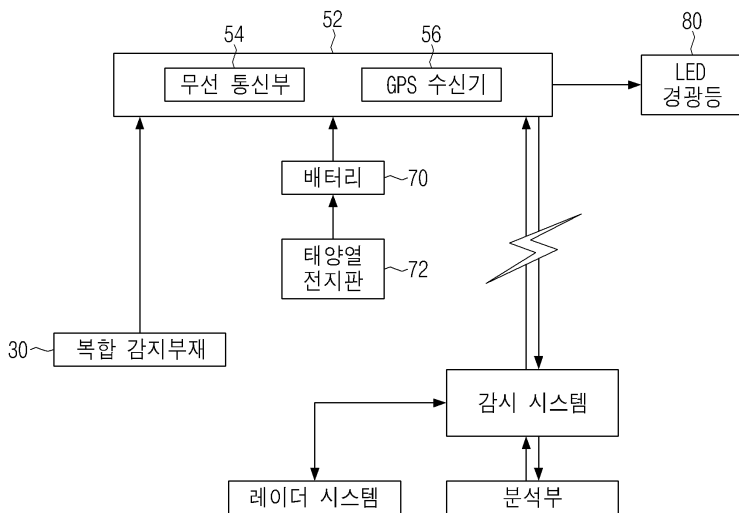 54
52
56
80
무선 통신부
GPS 수신기
LED
경광등
배터리
70
태양열
전지판
72
30
복합 감지부재
감시 시스템
레이더 시스템
분석부